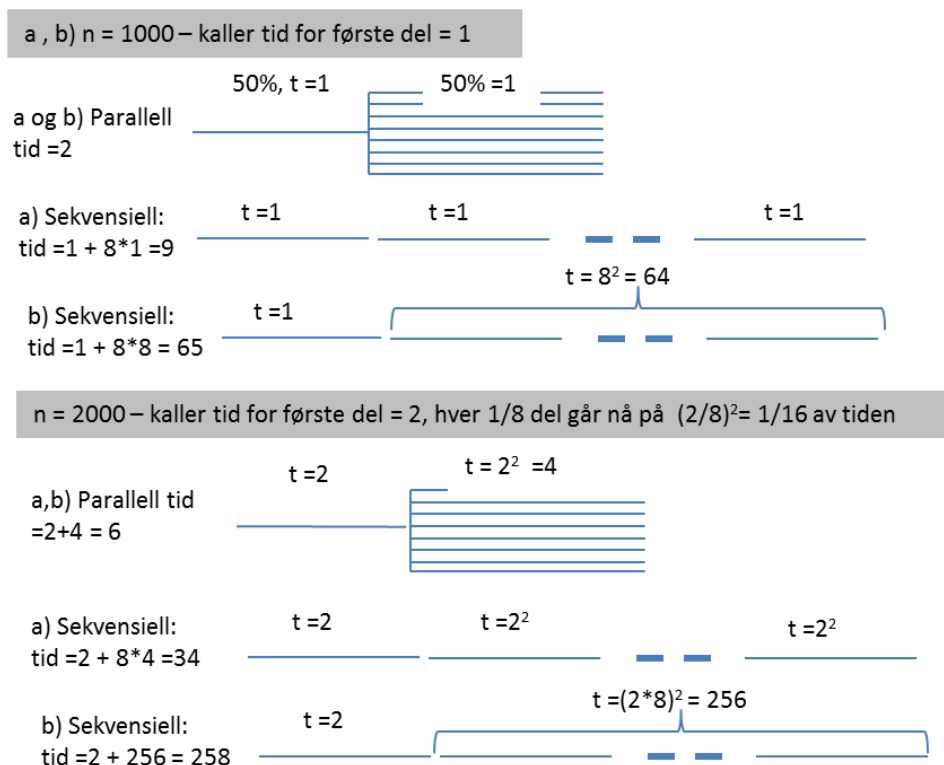 a , b) n = 1000 – kaller tid for første del = 1
50%, t =1
50% =1
a og b) Parallell
tid =2
a) Sekvensiell:
tid =1 + 8*1 =9
t =1
t =1
t =1
t = 8² = 64
b) Sekvensiell:
tid =1 + 8*8 = 65
t =1
n = 2000 – kaller tid for første del = 2, hver 1/8 del går nå på (2/8)²= 1/16 av tiden
t =2
t = 2² =4
a,b) Parallell tid
=2+4 = 6
a) Sekvensiell:
tid =2 + 8*4 =34
t =2
t =2²
t =2²
t =(2*8)² = 256
b) Sekvensiell:
tid =2 + 256 = 258
t =2